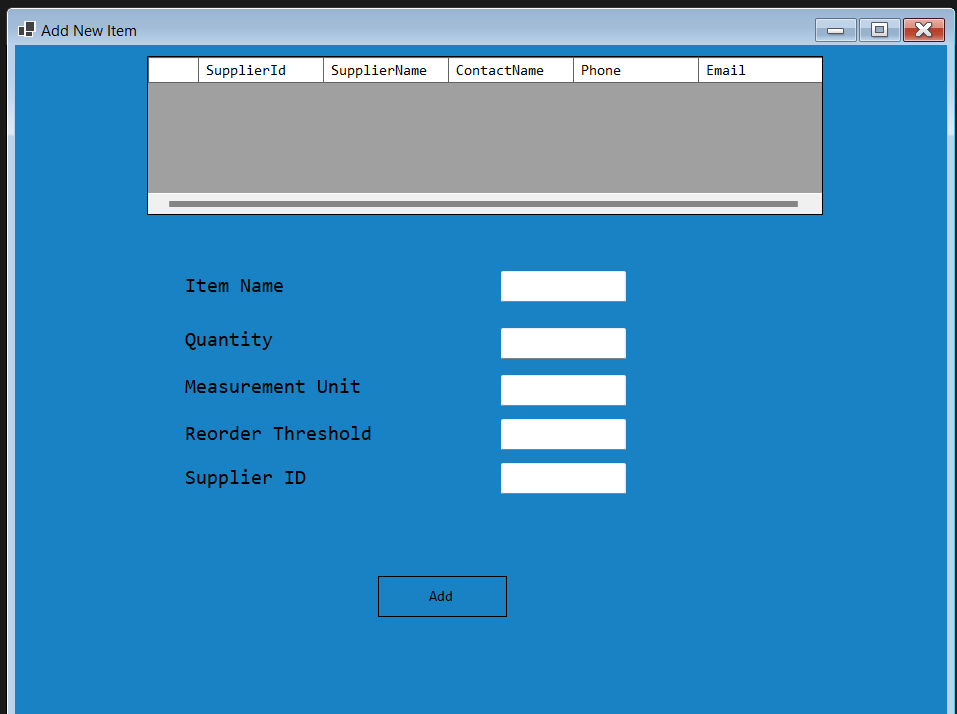 Add New Item
SupplierId SupplierName ContactName Phone Email
Item Name
Quantity
Measurement Unit
Reorder Threshold
Supplier ID
Add